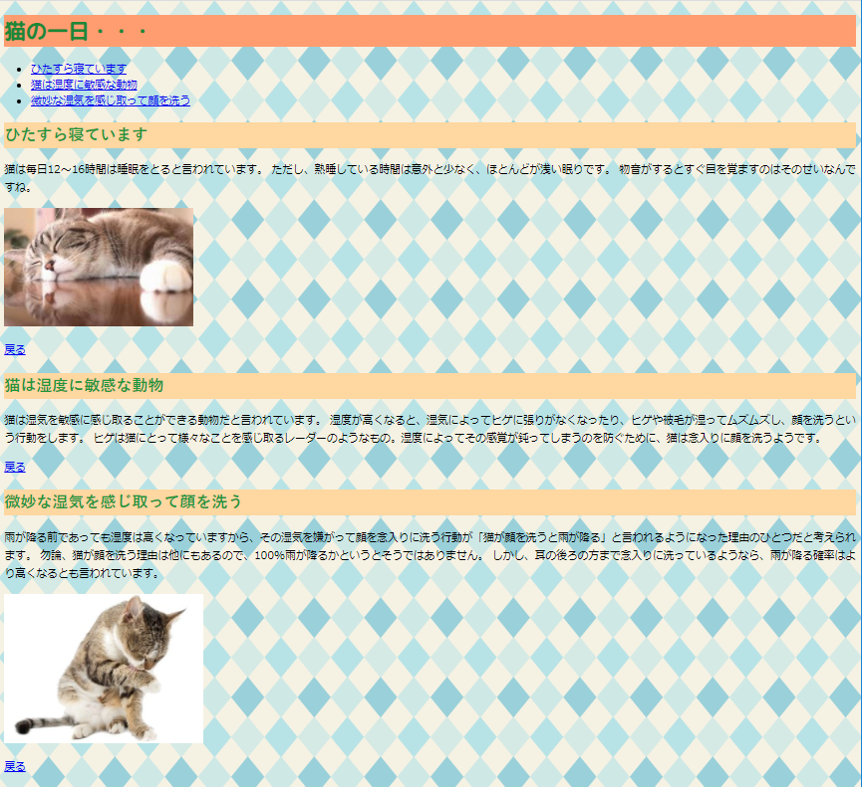 猫の一日・・・
ひたすら寝ています
猫は湿度に敏感な動物
微妙な湿気を感じ取って顔を洗う
ひたすら寝ています
猫は毎日12～16時間は睡眠をとると言われています。 ただし、熟睡している時間は意外と少なく、ほとんどが浅い眠りです。 物音がするとすぐ目を覚ますのはそのせいなんで
すね。
戻る
猫は湿度に敏感な動物
猫は湿気を敏感に感じ取ることができる動物だと言われています。 湿度が高くなると、湿気によってヒゲに張りがなくなったり、ヒゲや被毛が湿ってムズムズし、顔を洗うとい
う行動をします。 ヒゲは猫にとって様々なことを感じ取るレーダーのようなもの。湿度によってその感覚が鈍ってしまうのを防ぐために、猫は念入りに顔を洗うようです。
戻る
微妙な湿気を感じ取って顔を洗う
雨が降る前であっても湿度は高くなっていますから、その湿気を嫌がって顔を念入りに洗う行動が「猫が顔を洗うと雨が降る」と言われるようになった理由のひとつだと考えられ
ます。 勿論、猫が顔を洗う理由は他にもあるので、100%雨が降るかというとそうではありません。 しかし、耳の後ろの方まで念入りに洗っているようなら、雨が降る確率はよ
り高くなるとも言われています。
戻る